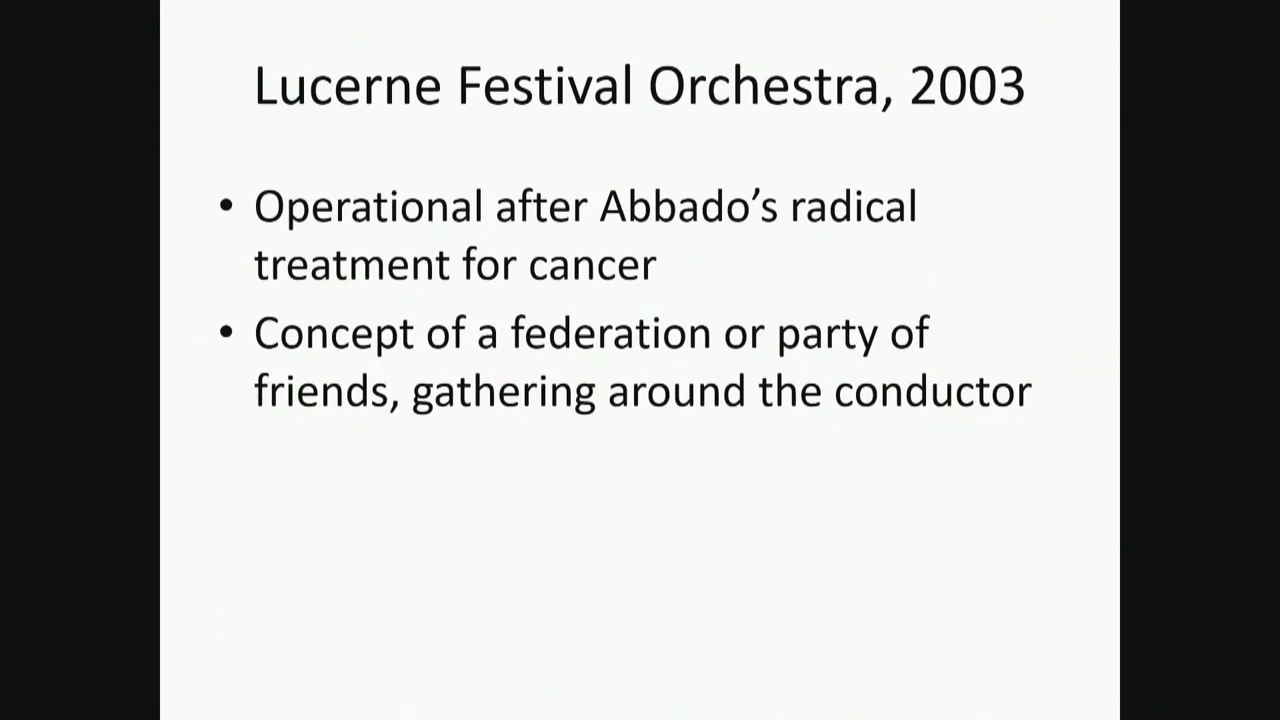 Lucerne Festival Orchestra, 2003
• Operational after Abbado’s radical
treatment for cancer
• Concept of a federation or party of
friends, gathering around the conductor